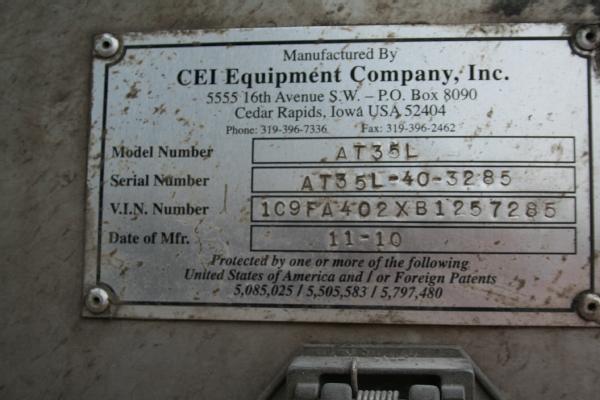 Manufactured By
CEI Equipment Company, Inc.
5555 16th Avenue S.W. – P.O. Box 8090
Cedar Rapids, Iowa USA 52404
Phone: 319-396-7336 Fax: 319-396-2462
Model Number AT35L
Serial Number AT35L-40-3285
V.I.N. Number 1C9FA402XB1257285
Date of Mfr. 11-10
Protected by one or more of the following
United States of America and / or Foreign Patents
5,085,025 / 5,505,583 / 5,797,480